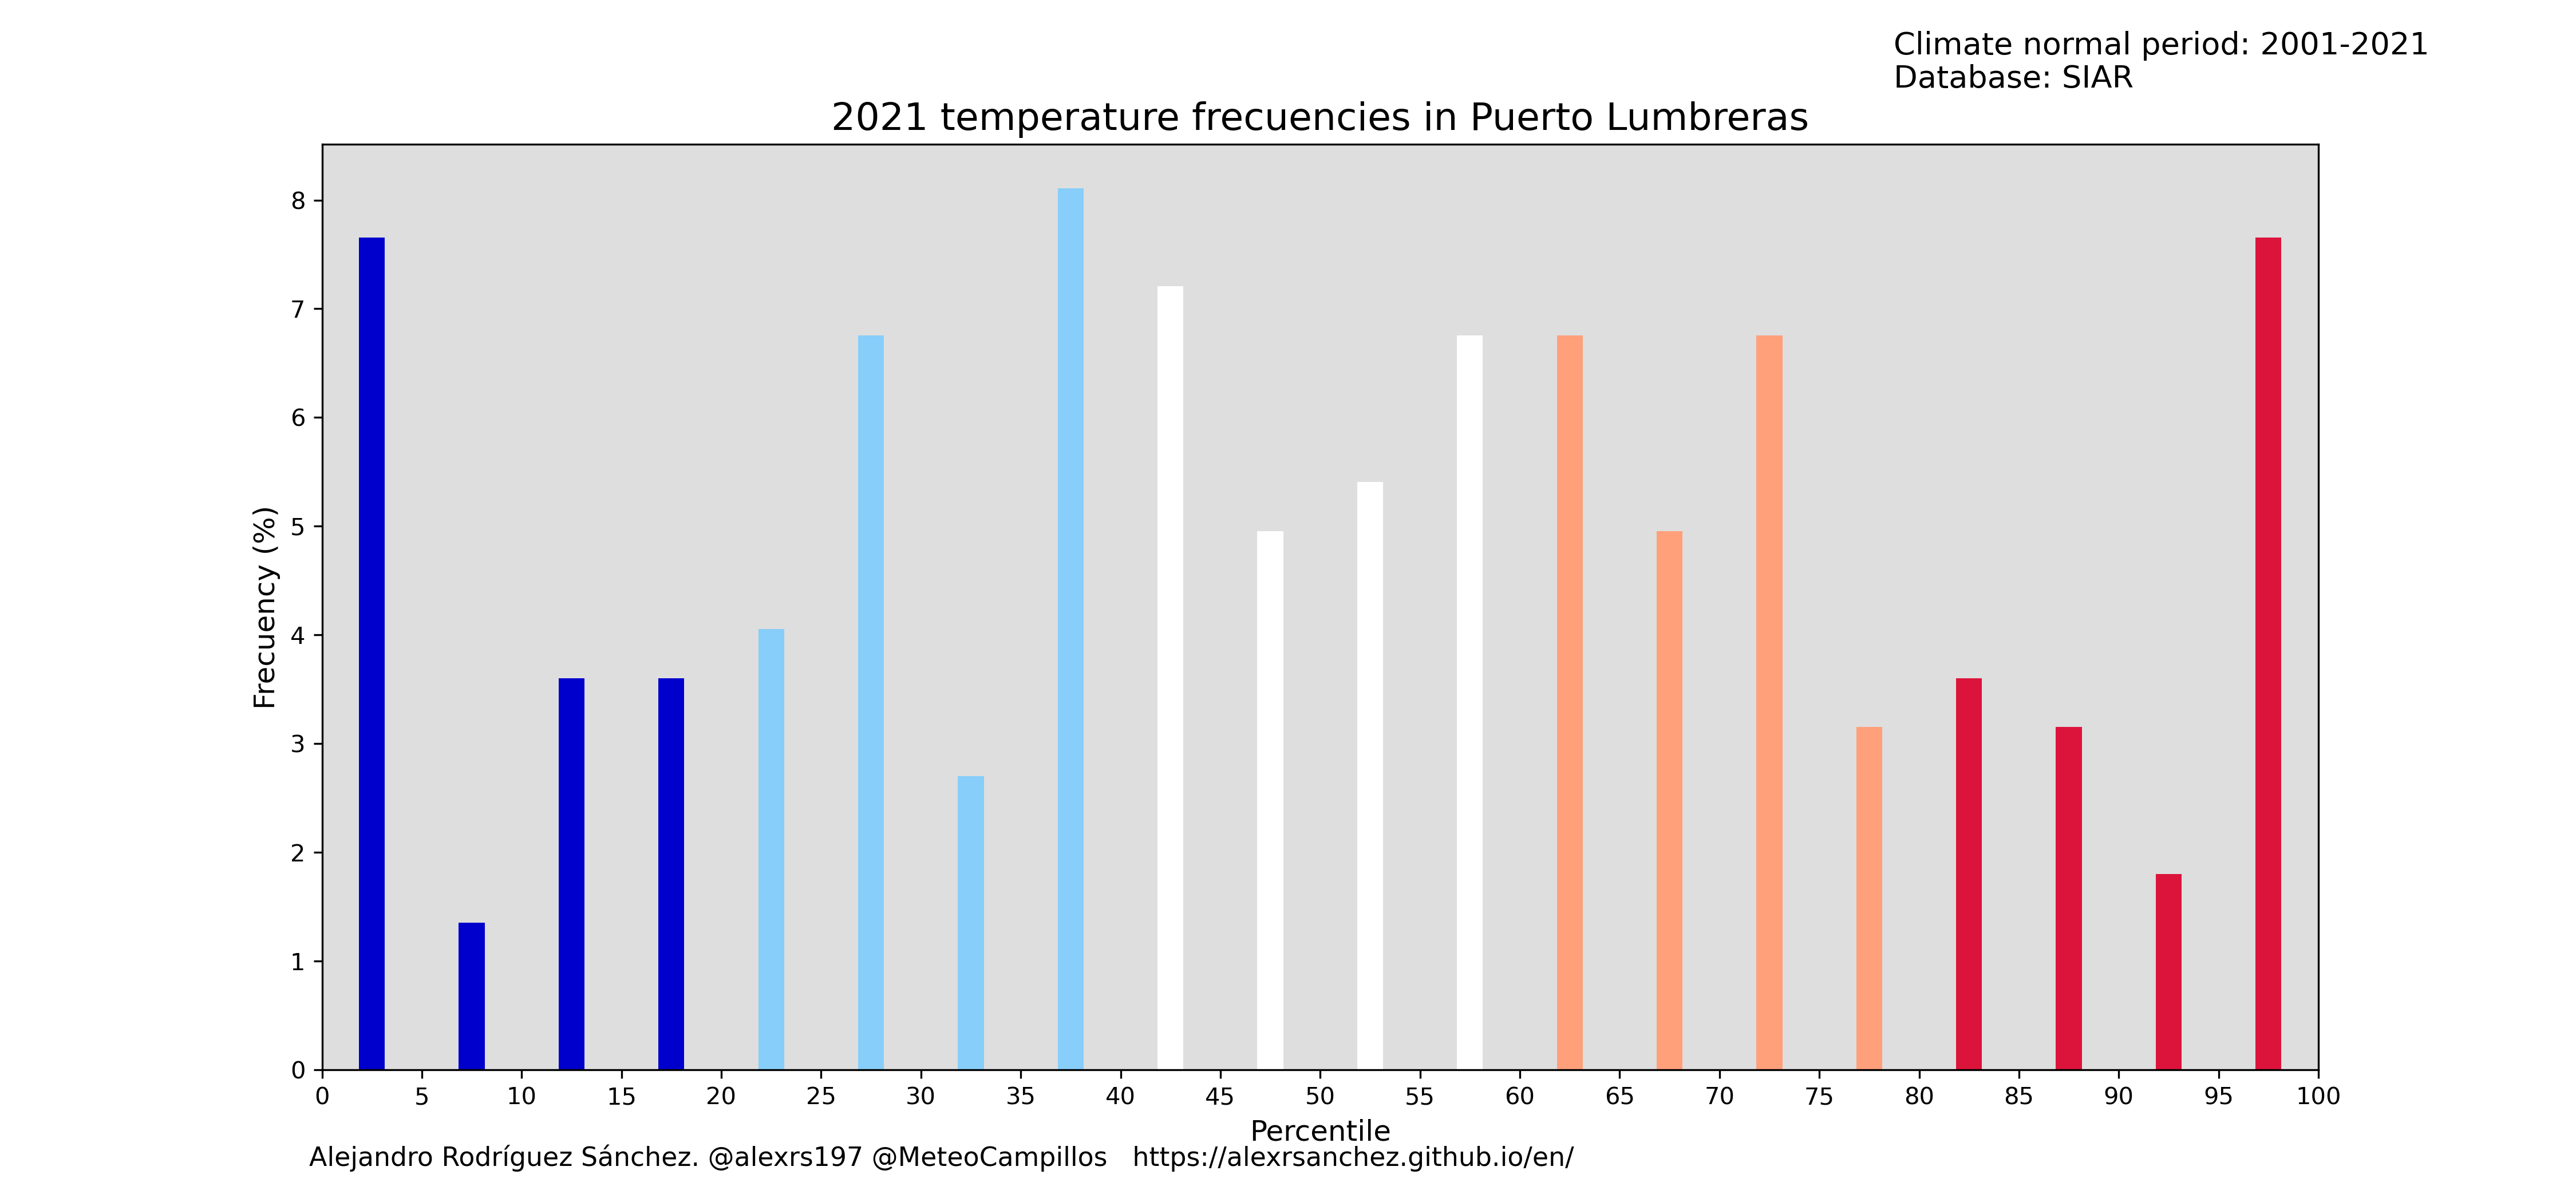 Climate normal period: 2001-2021
Database: SIAR
2021 temperature frecuencies in Puerto Lumbreras
Frecuency (%)
8
7
6
5
4
3
2
1
0
0 5 10 15 20 25 30 35 40 45 50 55 60 65 70 75 80 85 90 95 100
Percentile
Alejandro Rodríguez Sánchez. @alexrs197 @MeteoCampillos https://alexrsanchez.github.io/en/